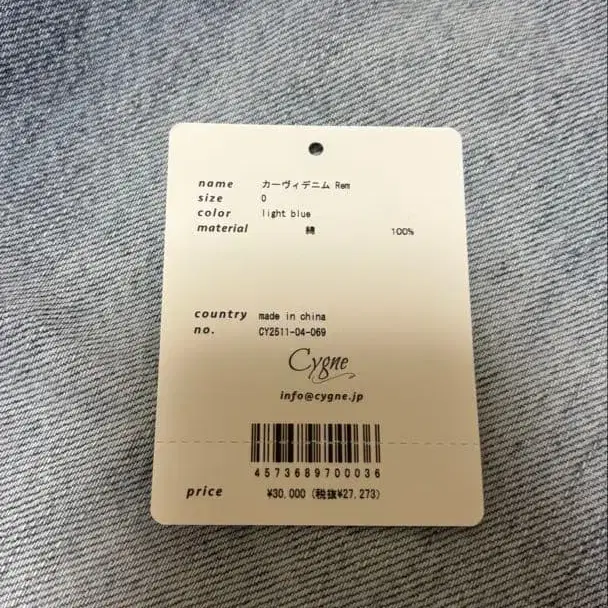 name カーヴィデニム Rem
size 0
color light blue
material 綿 100%
country made in china
no. CY2511-04-069
Cygne
info@cygne.jp
4573689700036
price ¥30,000 (税抜¥27,273)